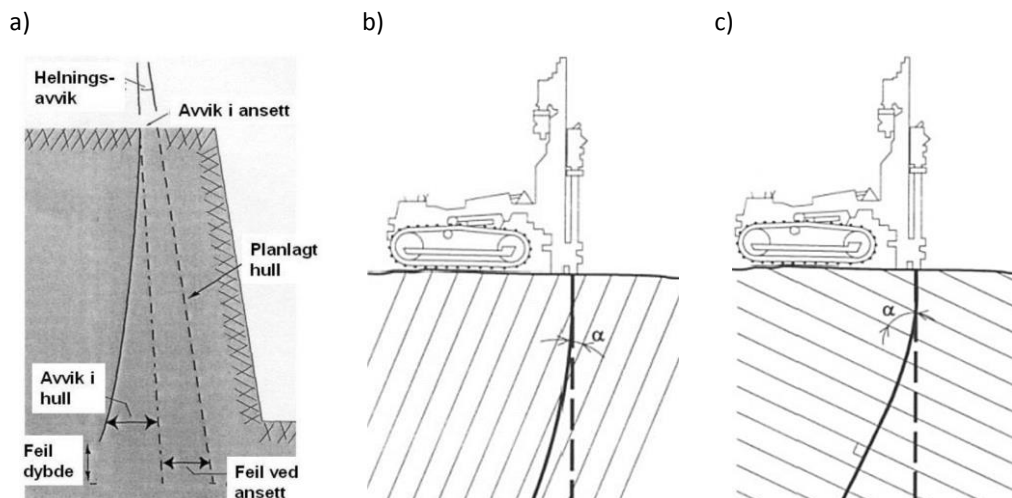 a)
b)
c)
Helnings-
avvik
Avvik i ansett
Planlagt
hull
Avvik i
hull
Feil
dybde
Feil ved
ansett
α
α